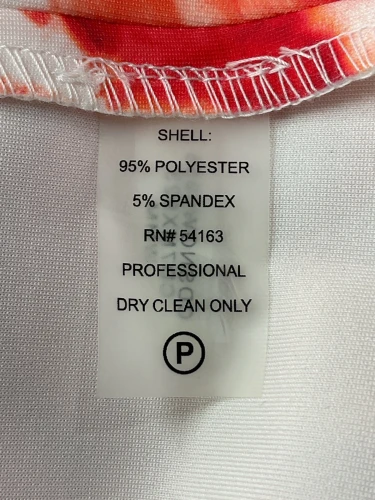 SHELL:
95% POLYESTER
5% SPANDEX
RN# 54163
PROFESSIONAL
DRY CLEAN ONLY
P